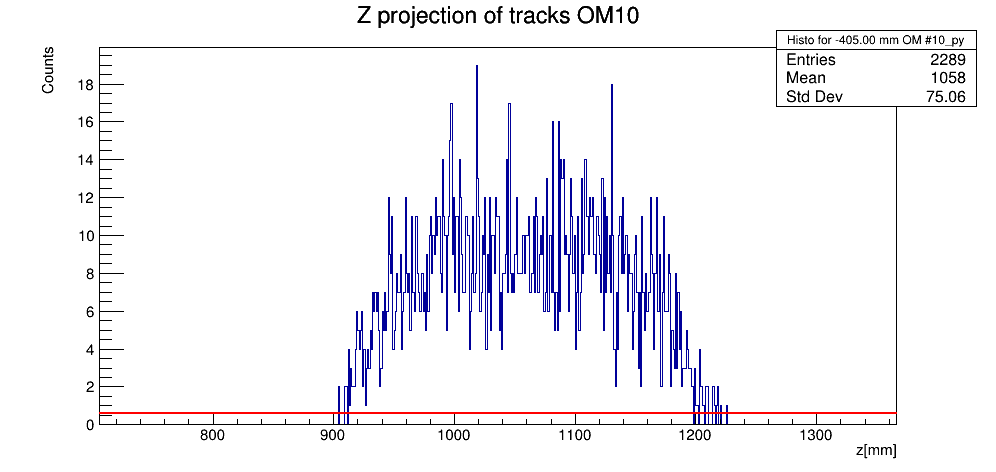 Z projection of tracks OM10
Histo for -405.00 mm OM #10_py
Entries 2289
Mean 1058
Std Dev 75.06
Counts
18
16
14
12
10
8
6
4
2
0
800 900 1000 1100 1200 1300
z[mm]